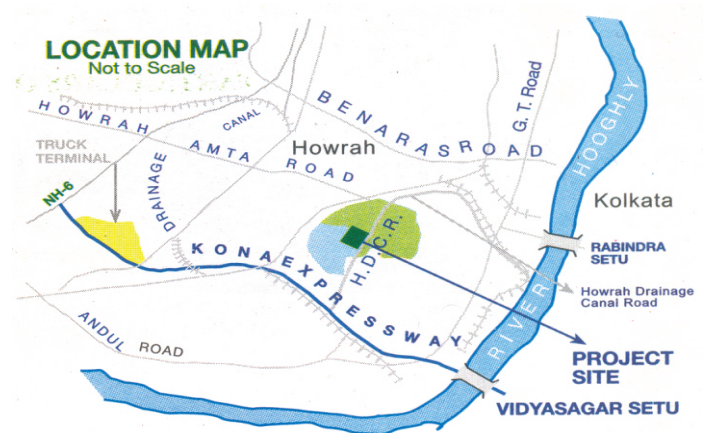 LOCATION MAP
Not to Scale
HOWRAH AMTA ROAD
CANAL
BENARASROAD
G. T. Road
HOOGHLY
TRUCK
TERMINAL
Howrah
DRAINAGE
Kolkata
NH-6
H.D.C.R.
KONAEXPRESSWAY
RABINDRA
SETU
Howrah Drainage
Canal Road
RIVER
ANDUL ROAD
PROJECT
SITE
VIDYASAGAR SETU